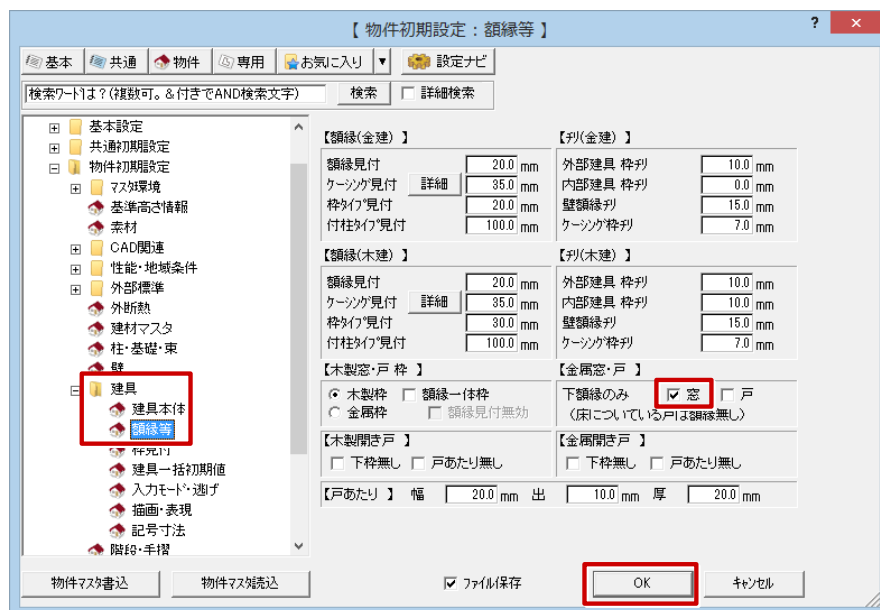 【 物件初期設定：額縁等 】
? ×
基本 共通 物件 専用 お気に入り ▼ 設定ナビ
検索ワードは？(複数可。＆付きでAND検索文字) 検索 詳細検索
基本設定
共通初期設定
物件初期設定
ﾏｽﾀ環境
基準高さ情報
素材
CAD関連
性能・地域条件
外部標準
外断熱
建材マスタ
柱・基礎・束
壁
建具
建具本体
額縁等
枠見付
建具一括初期値
入力ﾓｰﾄﾞ・逃げ
描画・表現
記号寸法
階段・手摺
【額縁(金建) 】
額縁見付 20.0 mm
ｹｰｼﾝｸﾞ見付 詳細 35.0 mm
枠ﾀｲﾌﾟ見付 20.0 mm
付柱ﾀｲﾌﾟ見付 100.0 mm
【ﾁﾘ(金建) 】
外部建具 枠ﾁﾘ 10.0 mm
内部建具 枠ﾁﾘ 0.0 mm
壁額縁ﾁﾘ 15.0 mm
ｹｰｼﾝｸﾞ枠ﾁﾘ 7.0 mm
【額縁(木建) 】
額縁見付 20.0 mm
ｹｰｼﾝｸﾞ見付 詳細 35.0 mm
枠ﾀｲﾌﾟ見付 30.0 mm
付柱ﾀｲﾌﾟ見付 100.0 mm
【ﾁﾘ(木建) 】
外部建具 枠ﾁﾘ 10.0 mm
内部建具 枠ﾁﾘ 10.0 mm
壁額縁ﾁﾘ 15.0 mm
ｹｰｼﾝｸﾞ枠ﾁﾘ 7.0 mm
【木製窓・戸 枠 】
木製枠 額縁一体枠
金属枠 額縁見付無効
【金属窓・戸 】
下額縁のみ 窓 戸
（床についている戸は額縁無し）
【木製開き戸 】
下枠無し 戸あたり無し
【金属開き戸 】
下枠無し 戸あたり無し
【戸あたり 】 幅 20.0 mm 出 10.0 mm 厚 20.0 mm
物件ﾏｽﾀ書込 物件ﾏｽﾀ読込 ﾌｧｲﾙ保存 OK ｷｬﾝｾﾙ